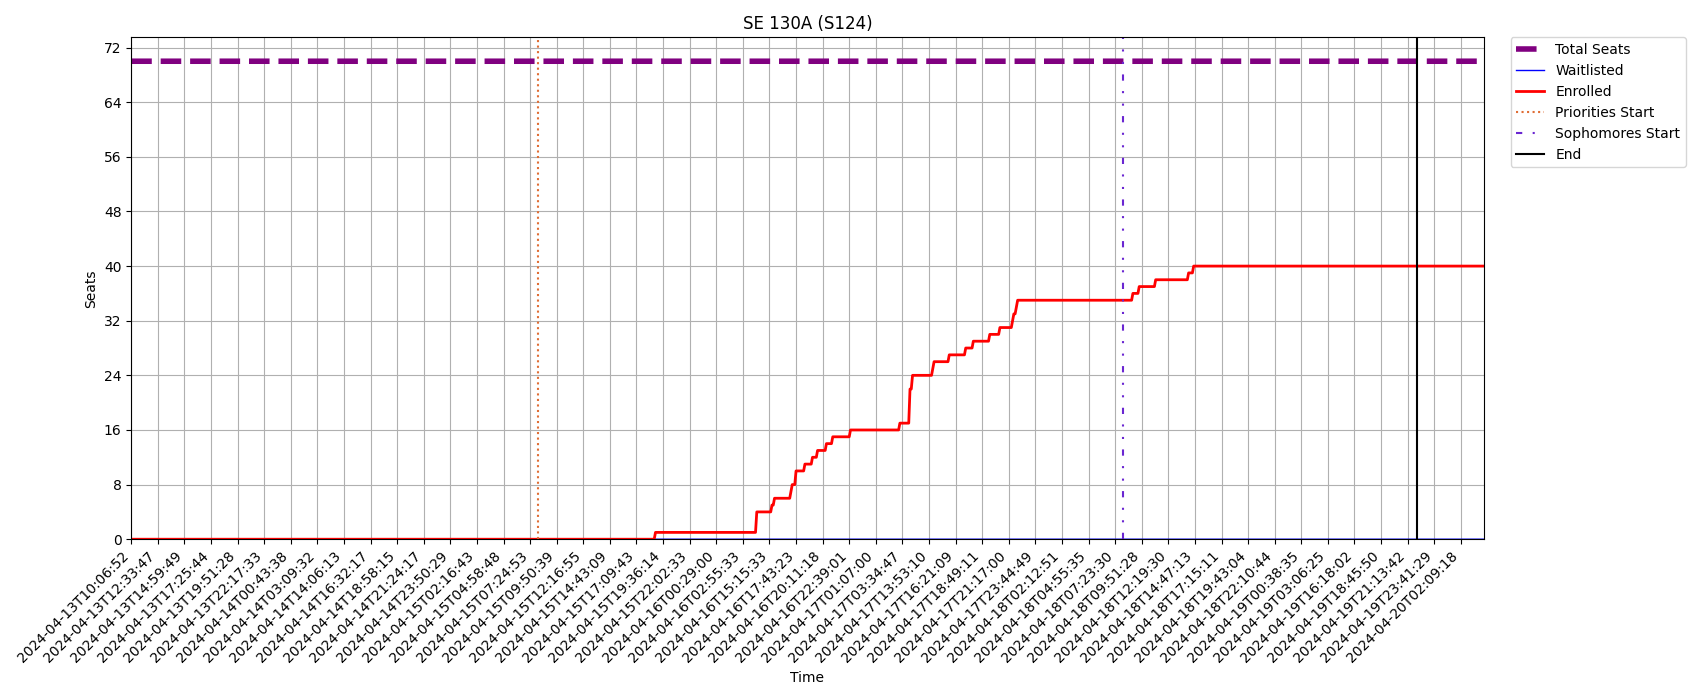 SE 130A (S124)
Total Seats
Waitlisted
Enrolled
Priorities Start
Sophomores Start
End
Seats
72
64
56
48
40
32
24
16
8
0
2024-04-13T10:06:52
2024-04-13T12:33:47
2024-04-13T14:59:49
2024-04-13T17:25:44
2024-04-13T19:51:28
2024-04-13T22:17:33
2024-04-14T00:43:38
2024-04-14T03:09:32
2024-04-14T14:06:13
2024-04-14T16:32:17
2024-04-14T18:58:15
2024-04-14T21:24:17
2024-04-14T23:50:29
2024-04-15T02:16:43
2024-04-15T04:58:48
2024-04-15T07:24:53
2024-04-15T09:50:39
2024-04-15T12:16:55
2024-04-15T14:43:09
2024-04-15T17:09:43
2024-04-15T19:36:14
2024-04-15T22:02:33
2024-04-16T00:29:00
2024-04-16T02:55:33
2024-04-16T15:15:33
2024-04-16T17:43:23
2024-04-16T20:11:18
2024-04-16T22:39:01
2024-04-17T01:07:00
2024-04-17T03:34:47
2024-04-17T13:53:10
2024-04-17T16:21:09
2024-04-17T18:49:11
2024-04-17T21:17:00
2024-04-17T23:44:49
2024-04-18T02:12:51
2024-04-18T04:55:35
2024-04-18T07:23:30
2024-04-18T09:51:28
2024-04-18T12:19:30
2024-04-18T14:47:13
2024-04-18T17:15:11
2024-04-18T19:43:04
2024-04-18T22:10:44
2024-04-19T00:38:35
2024-04-19T03:06:25
2024-04-19T16:18:02
2024-04-19T18:45:50
2024-04-19T21:13:42
2024-04-19T23:41:29
2024-04-20T02:09:18
Time